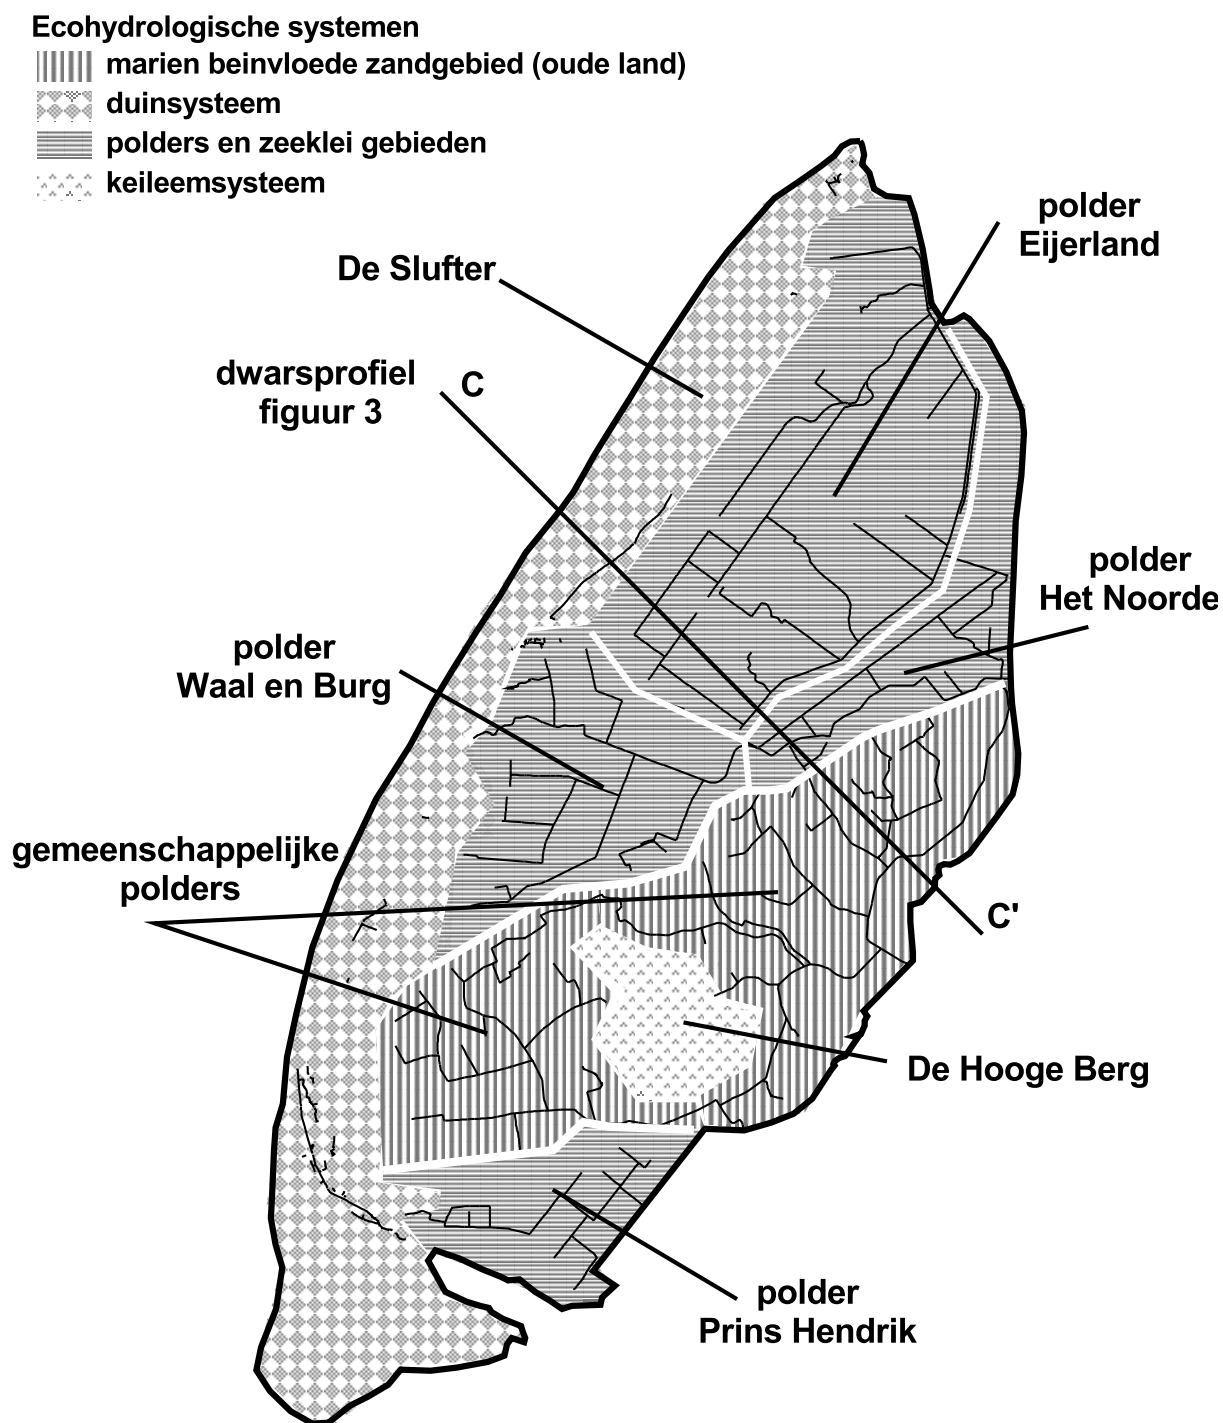 Ecohydrologische systemen
marien beinvloede zandgebied (oude land)
duinsysteem
polders en zeeklei gebieden
keileemsysteem
polder
Eijerland
De Slufter
dwarsprofiel
figuur 3
C
polder
Het Noorde
polder
Waal en Burg
gemeenschappelijke
polders
C'
De Hooge Berg
polder
Prins Hendrik